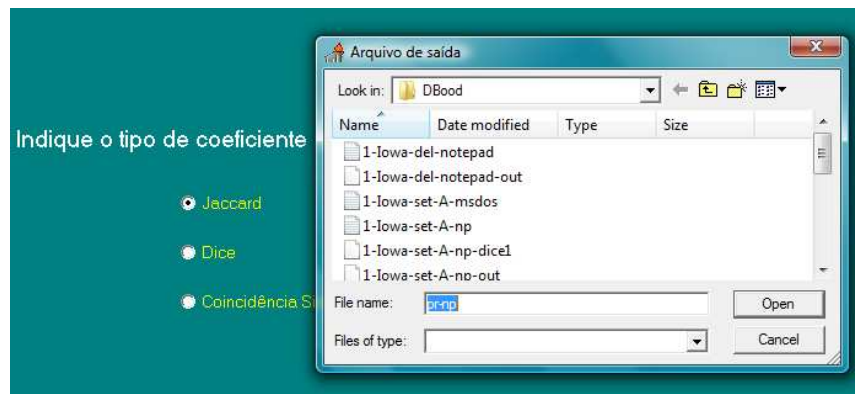 Arquivo de saída
Look in: DBood
Name Date modified Type Size
1-Iowa-del-notepad
1-Iowa-del-notepad-out
1-Iowa-set-A-msdos
1-Iowa-set-A-np
1-Iowa-set-A-np-dice1
1-Iowa-set-A-np-out
File name: pr-np Open
Files of type: Cancel
Indique o tipo de coeficiente
Jaccard
Dice
Coincidência Si